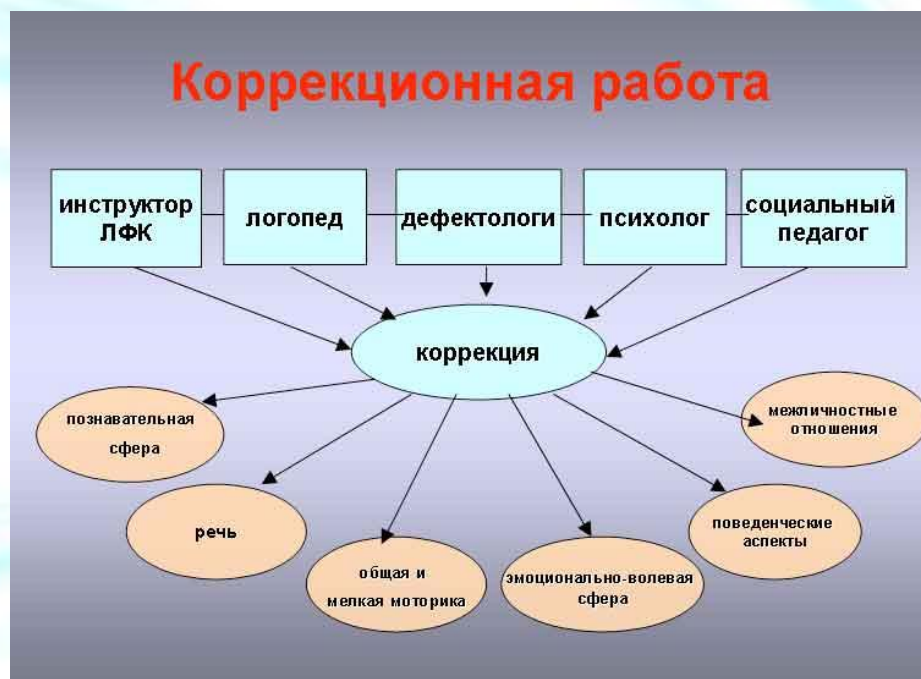 Коррекционная работа
инструктор
ЛФК
логопед
дефектологи
психолог
социальный
педагог
коррекция
познавательная
сфера
речь
общая и
мелкая моторика
эмоционально-волевая
сфера
поведенческие
аспекты
межличностные
отношения